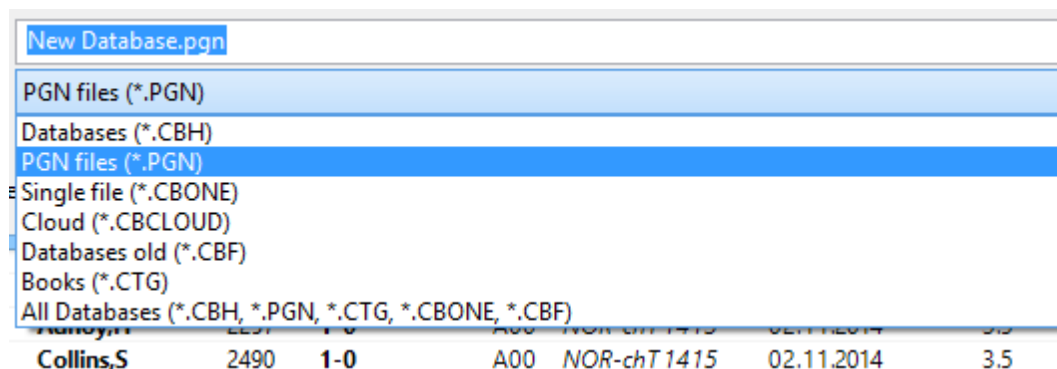 New Database.pgn
PGN files (*.PGN)
Databases (*.CBH)
PGN files (*.PGN)
Single file (*.CBONE)
Cloud (*.CBCLOUD)
Databases old (*.CBF)
Books (*.CTG)
All Databases (*.CBH, *.PGN, *.CTG, *.CBONE, *.CBF)
Collins,S 2490 1-0 A00 NOR-chT 1415 02.11.2014 3.5